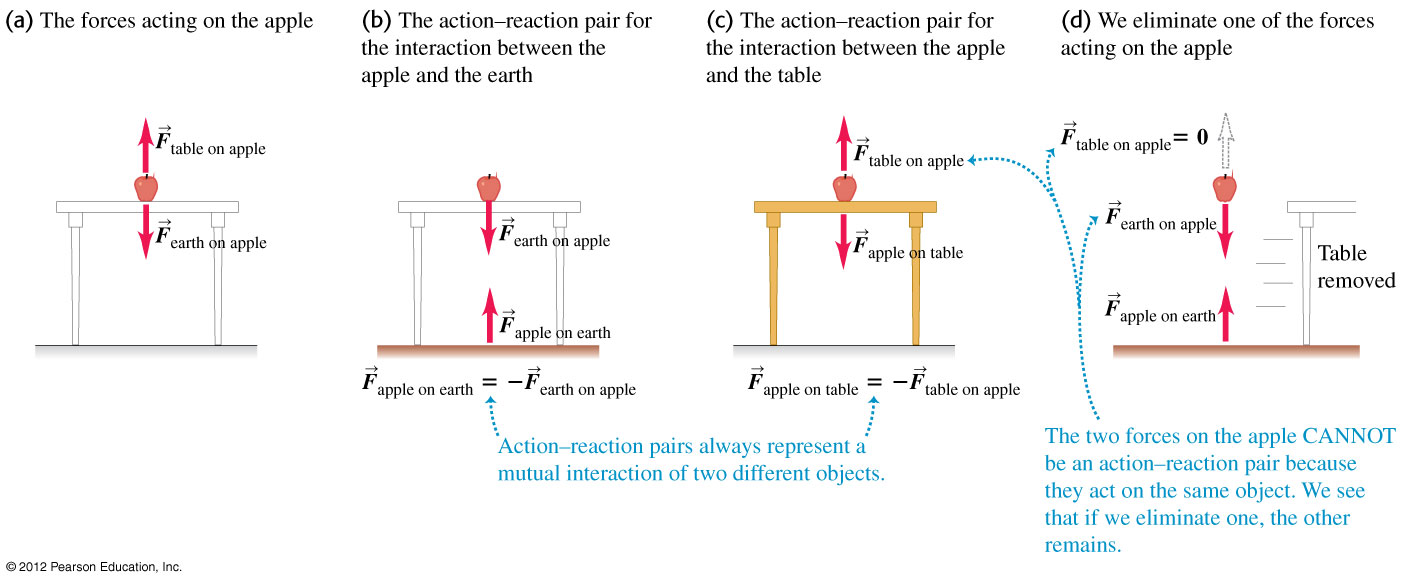 (a) The forces acting on the apple
F⃗ table on apple
F⃗ earth on apple
(b) The action–reaction pair for
the interaction between the
apple and the earth
F⃗ earth on apple
F⃗ apple on earth
F⃗ apple on earth = −F⃗ earth on apple
(c) The action–reaction pair for
the interaction between the apple
and the table
F⃗ table on apple
F⃗ apple on table
F⃗ apple on table = −F⃗ table on apple
Action–reaction pairs always represent a
mutual interaction of two different objects.
(d) We eliminate one of the forces
acting on the apple
F⃗ table on apple = 0
F⃗ earth on apple
Table
removed
F⃗ apple on earth
The two forces on the apple CANNOT
be an action–reaction pair because
they act on the same object. We see
that if we eliminate one, the other
remains.
© 2012 Pearson Education, Inc.